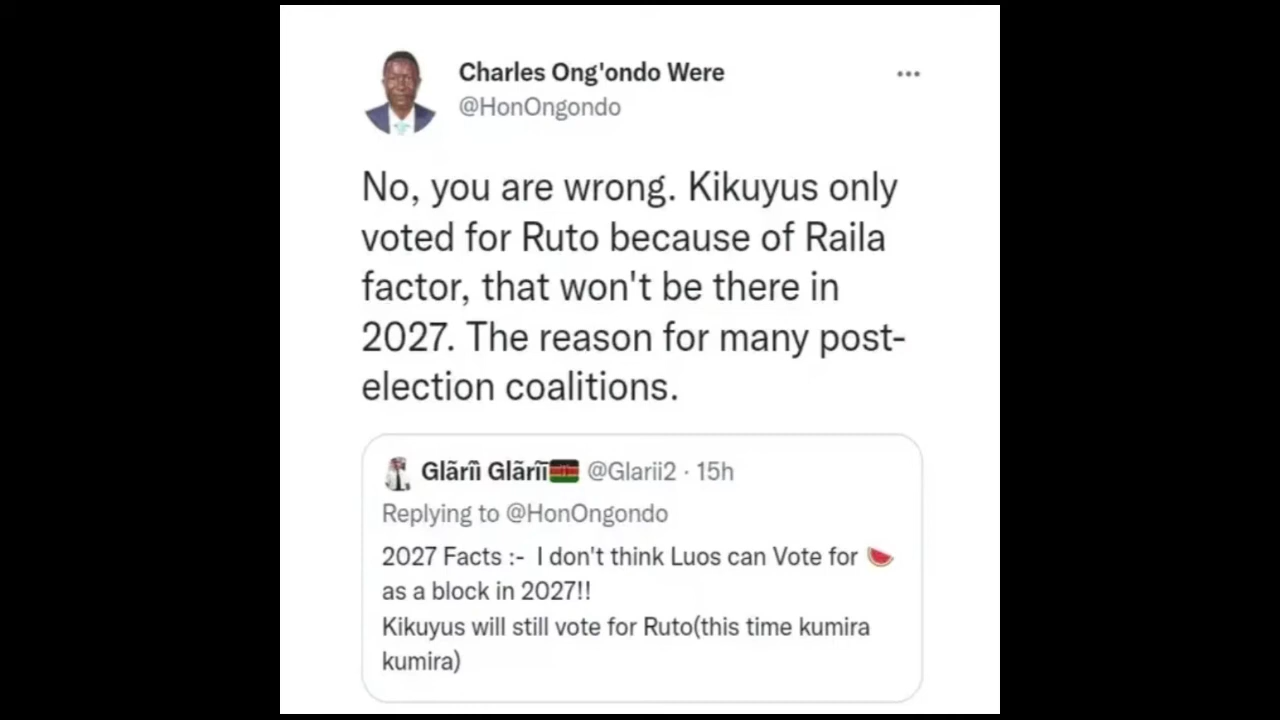 Charles Ong'ondo Were
@HonOngondo
No, you are wrong. Kikuyus only
voted for Ruto because of Raila
factor, that won't be there in
2027. The reason for many post-
election coalitions.
Glãrîî Glãrîî🇰🇪 @Glarii2 · 15h
Replying to @HonOngondo
2027 Facts :- I don't think Luos can Vote for 🍉
as a block in 2027!!
Kikuyus will still vote for Ruto(this time kumira
kumira)